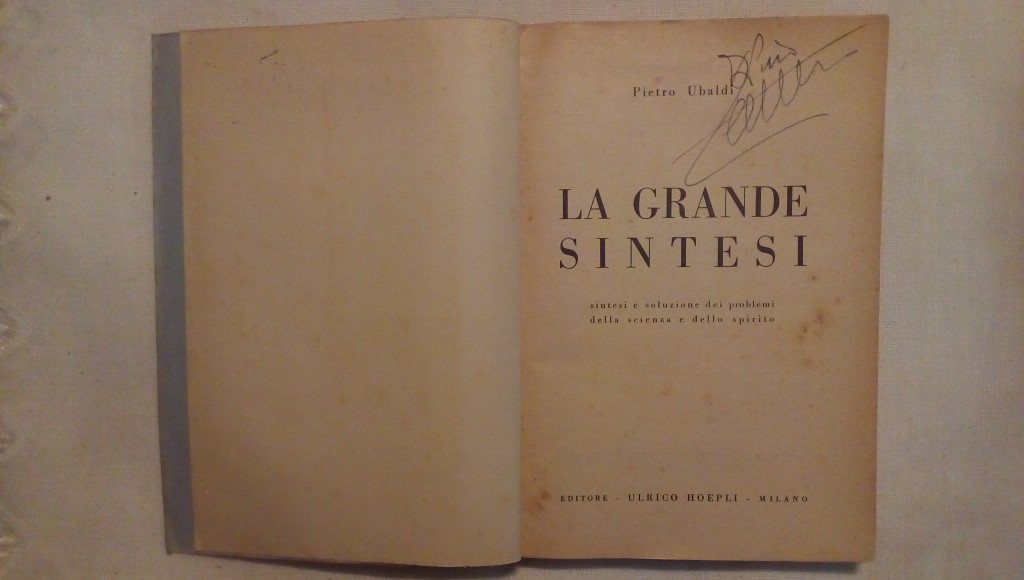 Pietro Ubaldi
LA GRANDE
SINTESI
sintesi e soluzione dei problemi
della scienza e dello spirito
EDITORE - ULRICO HOEPLI - MILANO